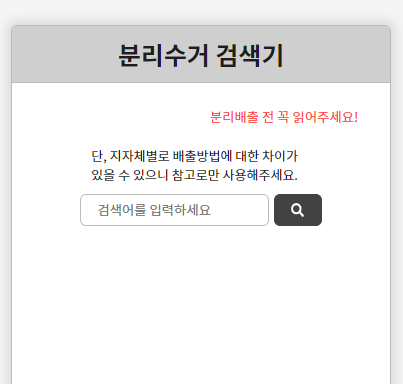 분리수거 검색기
분리배출 전 꼭 읽어주세요!
단, 지자체별로 배출방법에 대한 차이가
있을 수 있으니 참고로만 사용해주세요.
검색어를 입력하세요